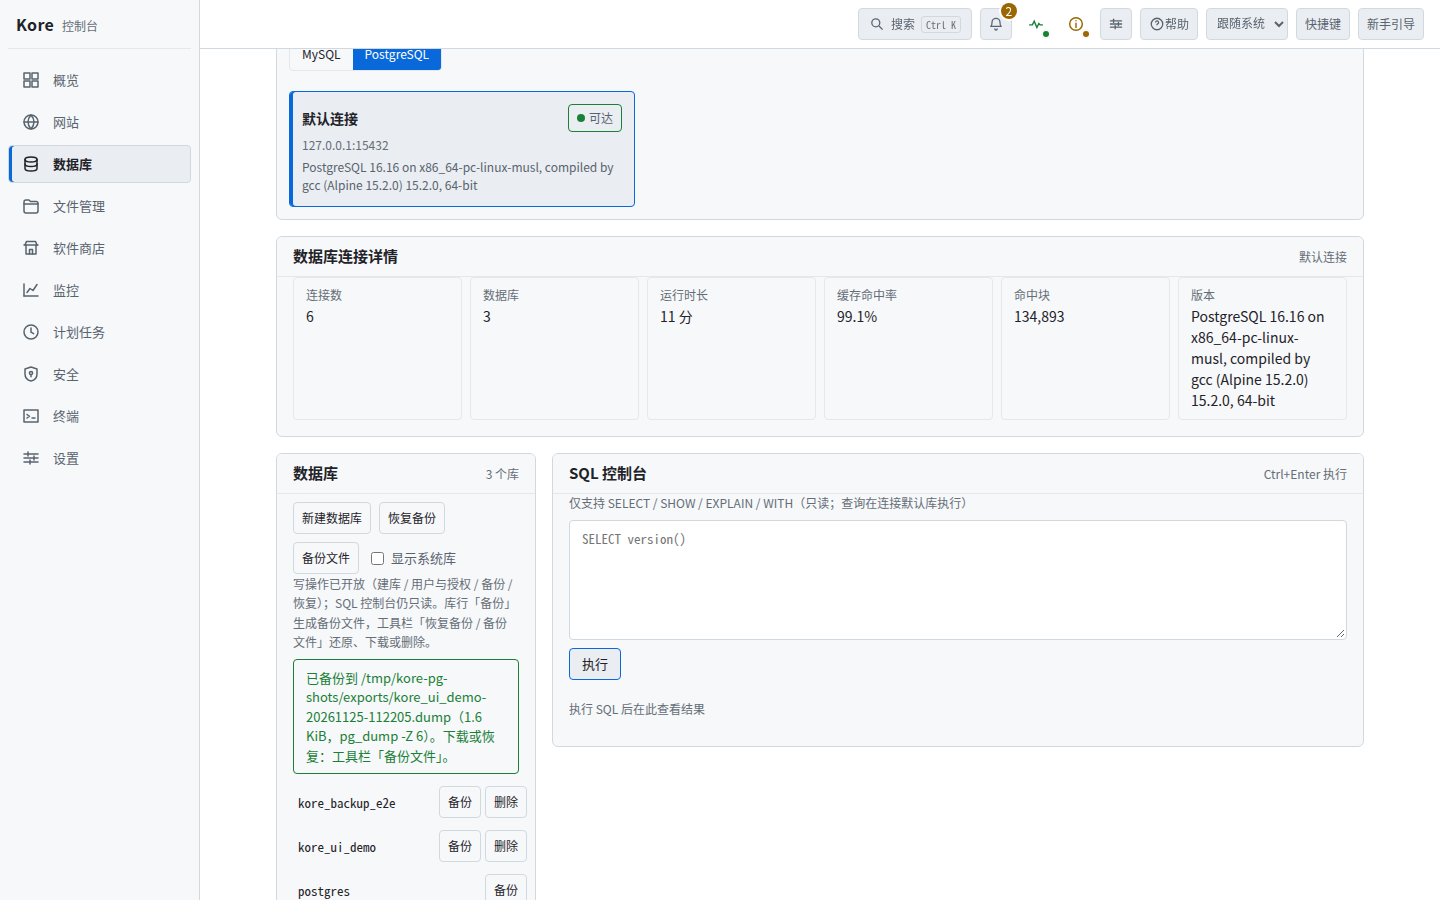 Kore 控制台
搜索 Ctrl K
2
帮助
跟随系统
快捷键
新手引导
概览
网站
数据库
文件管理
软件商店
监控
计划任务
安全
终端
设置
MySQL
PostgreSQL
默认连接
可达
127.0.0.1:15432
PostgreSQL 16.16 on x86_64-pc-linux-musl, compiled by
gcc (Alpine 15.2.0) 15.2.0, 64-bit
数据库连接详情
默认连接
连接数
6
数据库
3
运行时长
11 分
缓存命中率
99.1%
命中块
134,893
版本
PostgreSQL 16.16 on
x86_64-pc-linux-
musl, compiled by
gcc (Alpine 15.2.0)
15.2.0, 64-bit
数据库
3 个库
新建数据库
恢复备份
备份文件
显示系统库
写操作已开放（建库 / 用户与授权 / 备份 /
恢复）；SQL 控制台仍只读。库行「备份」
生成备份文件，工具栏「恢复备份 / 备份
文件」还原、下载或删除。
已备份到 /tmp/kore-pg-
shots/exports/kore_ui_demo-
20261125-112205.dump（1.6
KiB，pg_dump -Z 6）。下载或恢
复：工具栏「备份文件」。
kore_backup_e2e
备份
删除
kore_ui_demo
备份
删除
postgres
备份
SQL 控制台
Ctrl+Enter 执行
仅支持 SELECT / SHOW / EXPLAIN / WITH（只读；查询在连接默认库执行）
SELECT version()
执行
执行 SQL 后在此查看结果